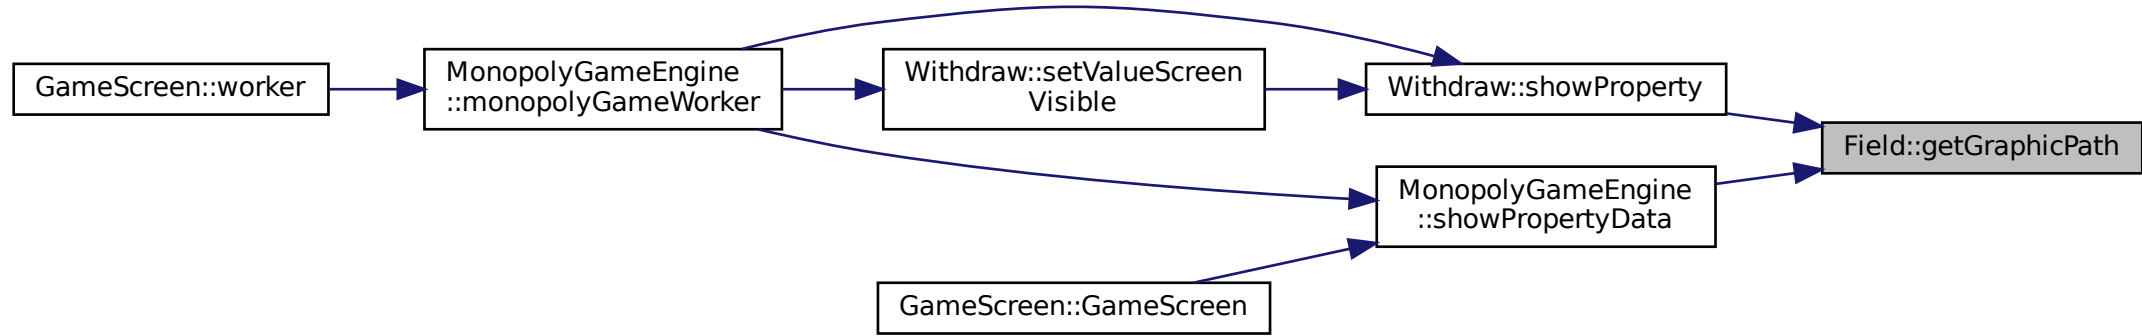 GameScreen::worker
MonopolyGameEngine
::monopolyGameWorker
Withdraw::setValueScreen
Visible
Withdraw::showProperty
Field::getGraphicPath
MonopolyGameEngine
::showPropertyData
GameScreen::GameScreen